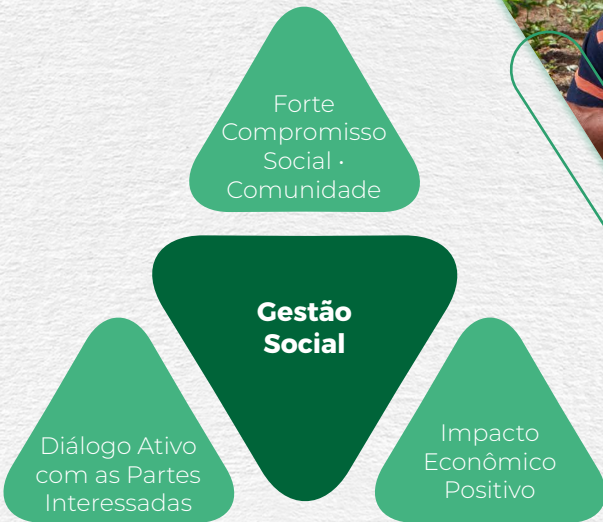 Forte
Compromisso
Social •
Comunidade
Gestão
Social
Diálogo Ativo
com as Partes
Interessadas
Impacto
Econômico
Positivo